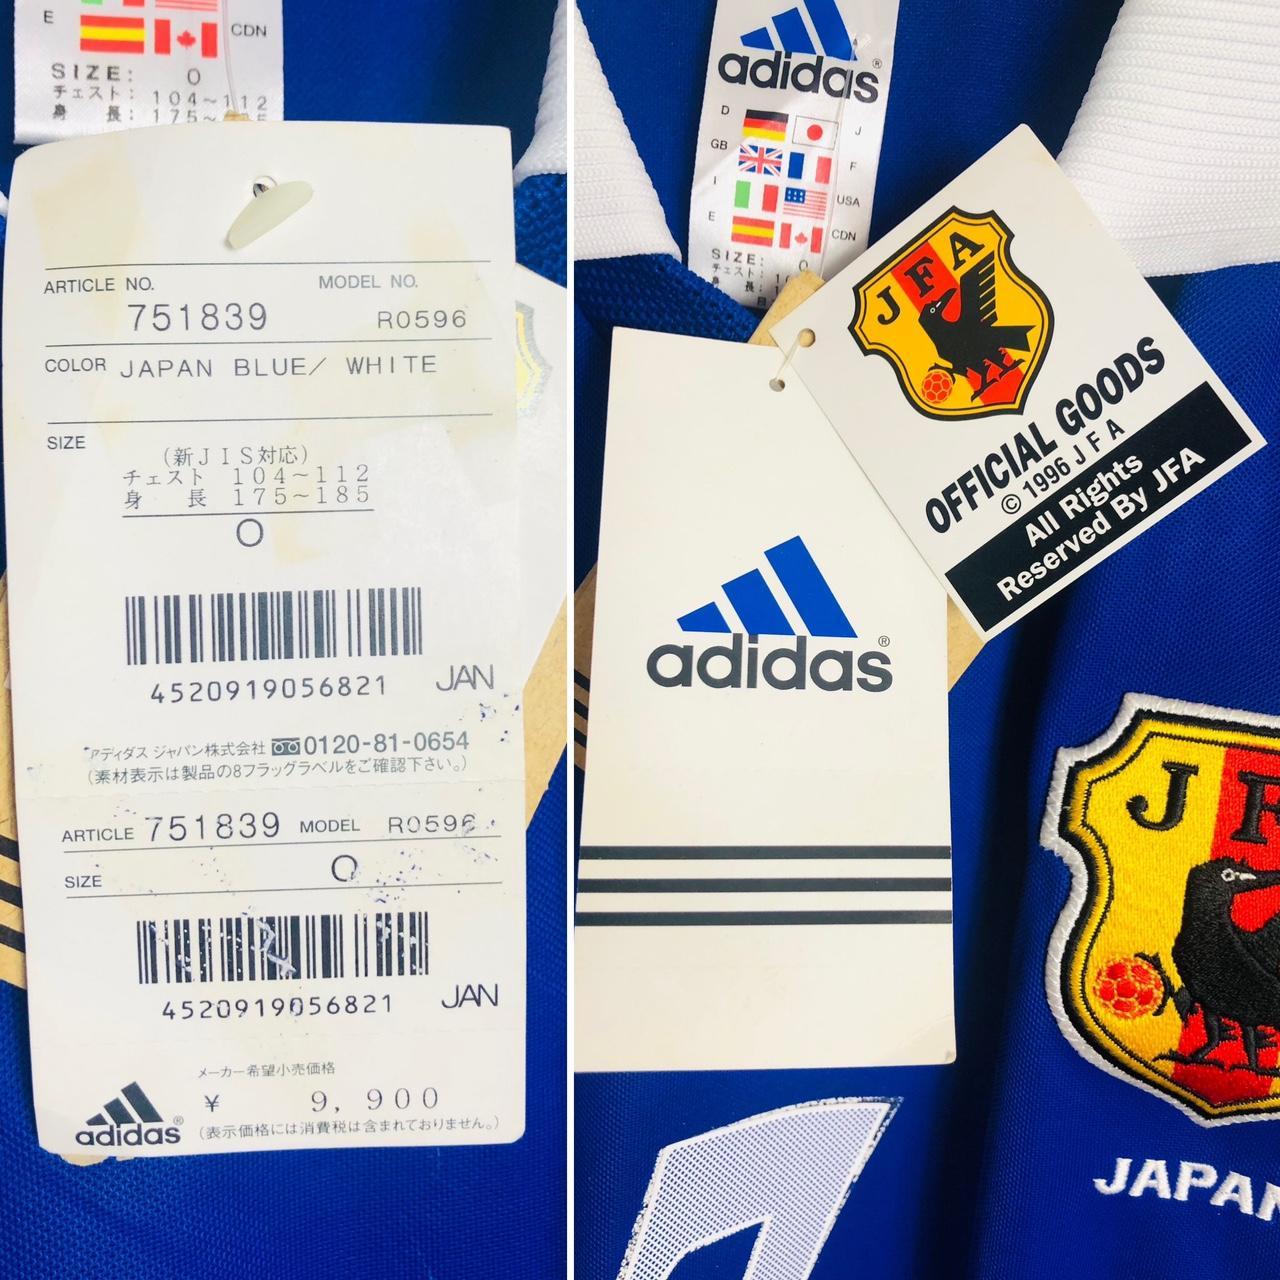 E
CDN
SIZE: O
チェスト: 104~112
身 長: 175~
ARTICLE NO.
MODEL NO.
751839
R0596
COLOR JAPAN BLUE/ WHITE
SIZE
(新JIS対応)
チェスト 104~112
身 長 175~185
O
4520919056821 JAN
アディダス ジャパン株式会社 0120-81-0654
(素材表示は製品の8フラッグラベルをご確認下さい。)
ARTICLE 751839 MODEL R0596
SIZE O
4520919056821 JAN
メーカー希望小売価格
¥ 9,900
adidas®
(表示価格には消費税は含まれておりません。)
adidas®
D J
GB F
I USA
E CDN
SIZE: O
チェスト:
身 長:
JFA
OFFICIAL GOODS
© 1996 JFA
All Rights
Reserved By JFA
adidas®
J F
JAPAN